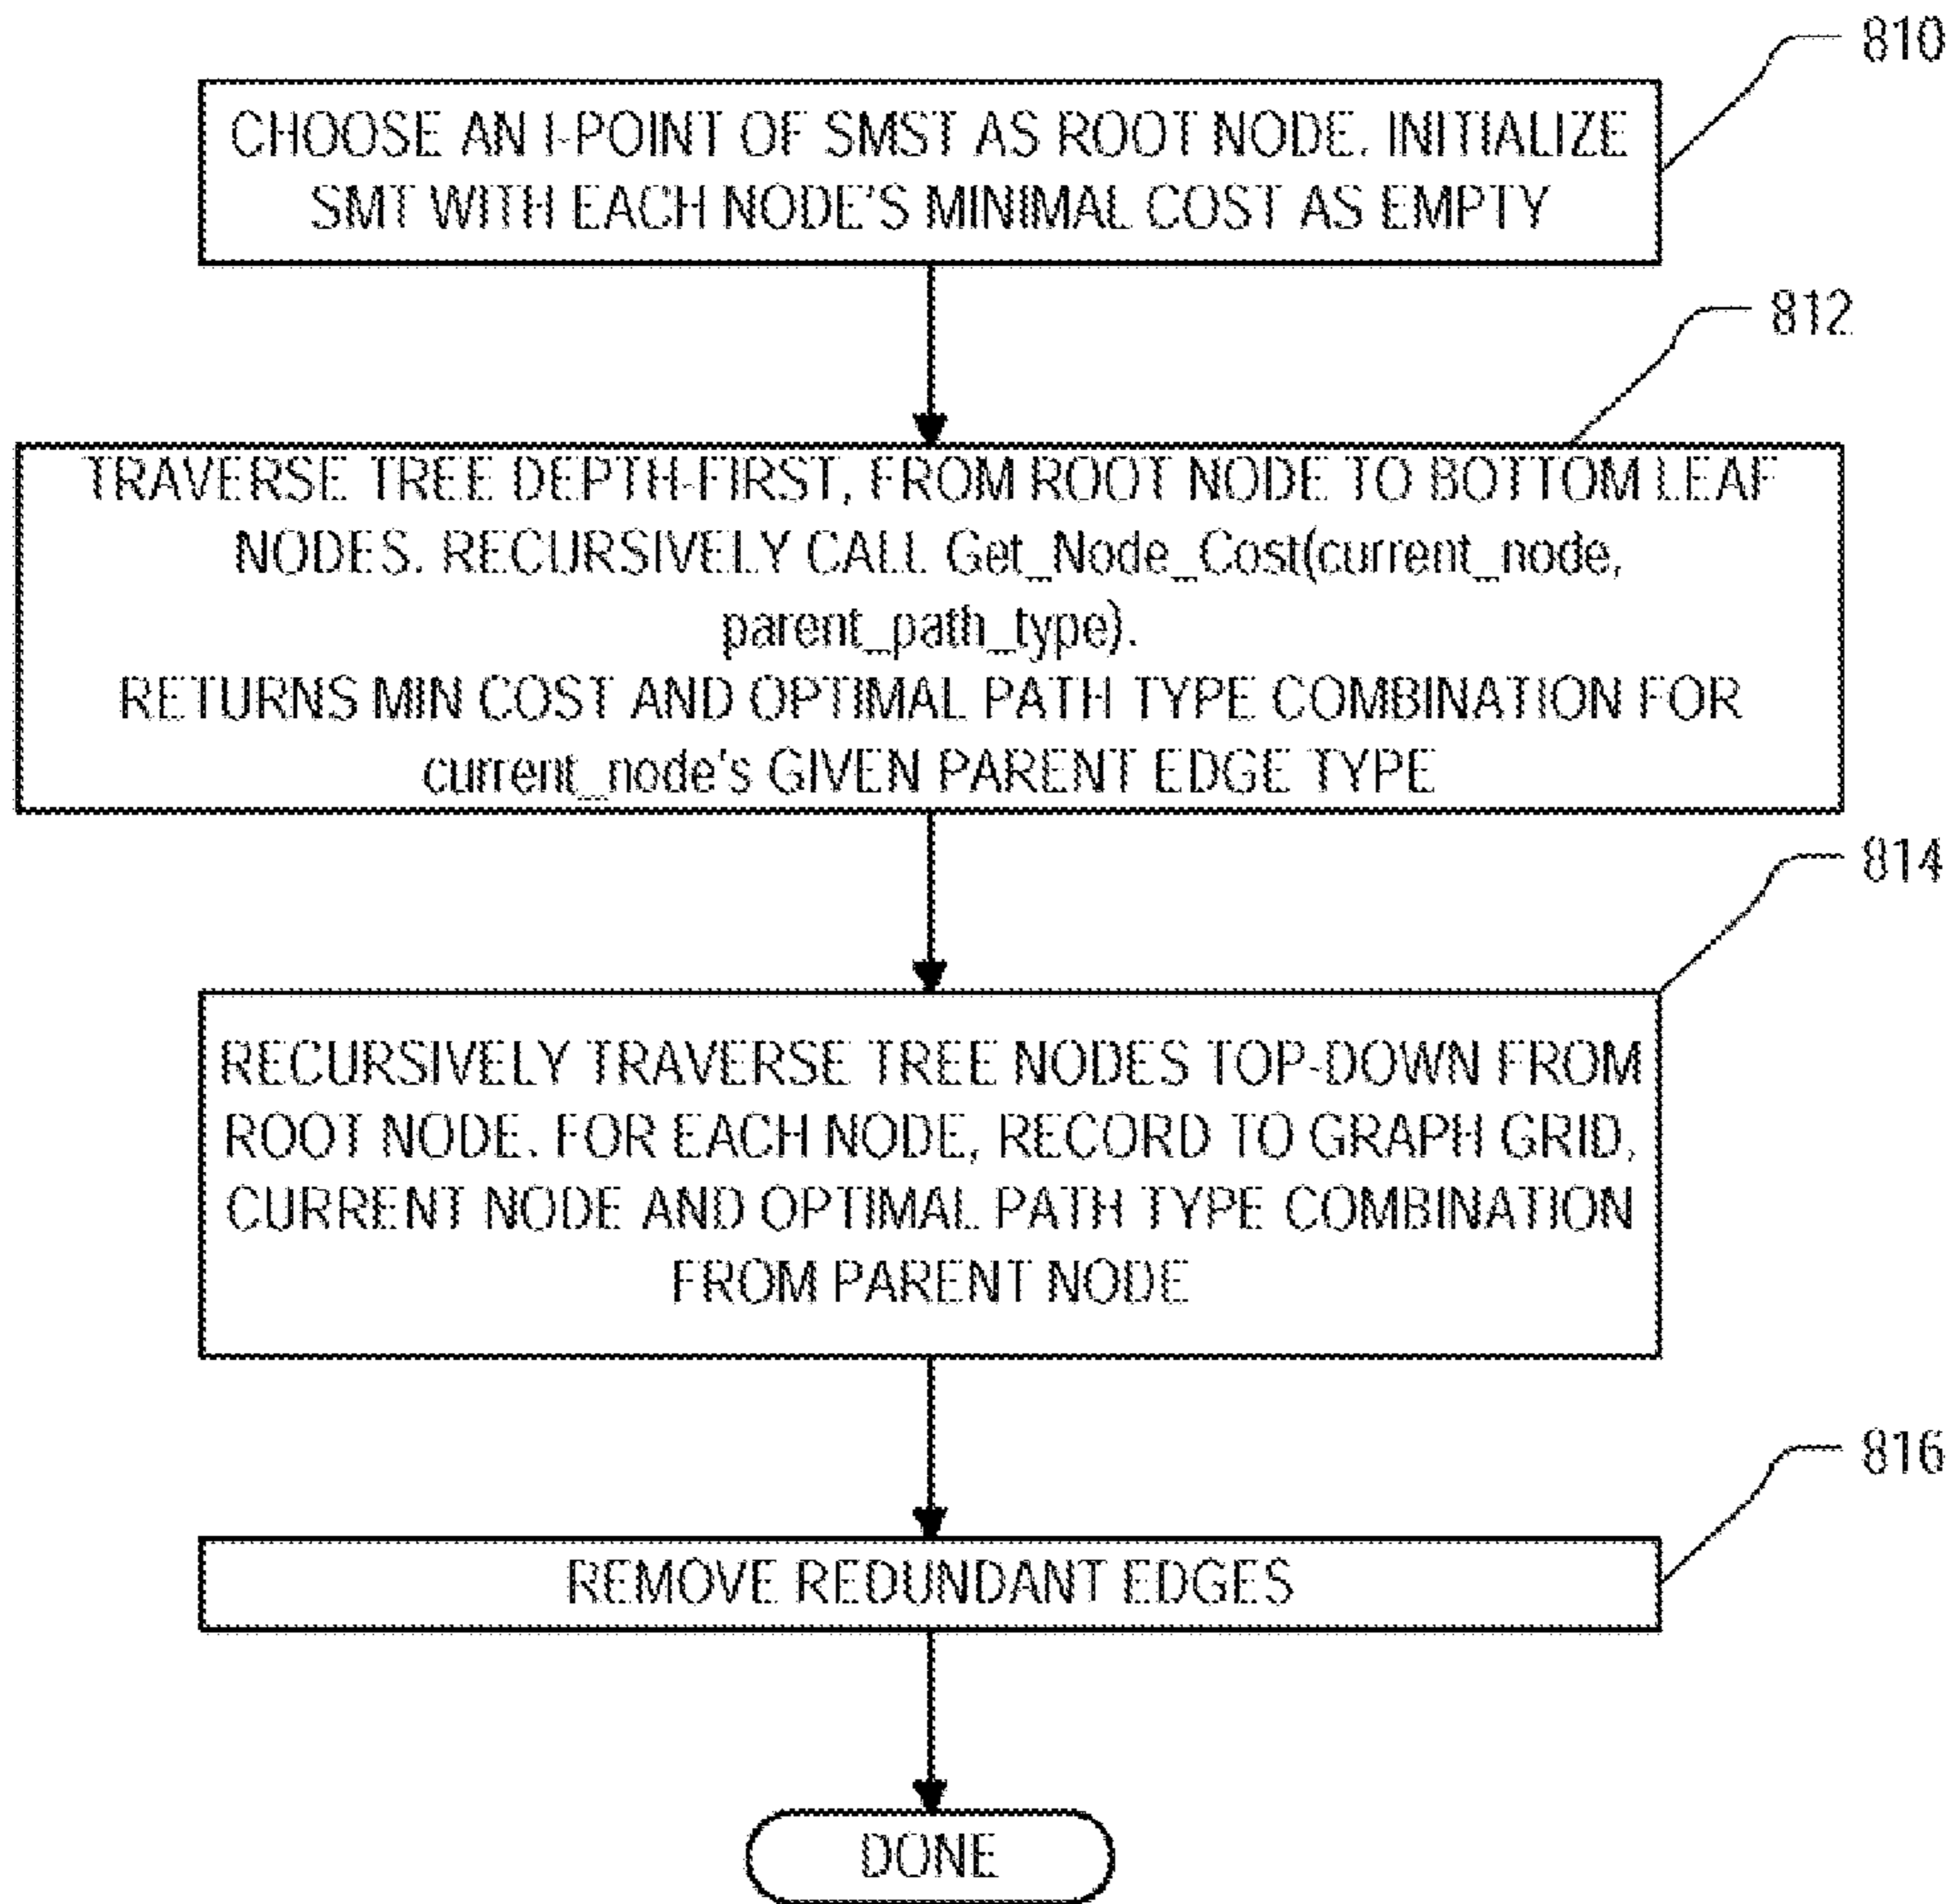 810
CHOOSE AN I-POINT OF SMST AS ROOT NODE. INITIALIZE
SMT WITH EACH NODE'S MINIMAL COST AS EMPTY
812
TRAVERSE TREE DEPTH-FIRST, FROM ROOT NODE TO BOTTOM LEAF
NODES. RECURSIVELY CALL Get_Node_Cost(current_node,
parent_path_type).
RETURNS MIN COST AND OPTIMAL PATH TYPE COMBINATION FOR
current_node's GIVEN PARENT EDGE TYPE
814
RECURSIVELY TRAVERSE TREE NODES TOP-DOWN FROM
ROOT NODE. FOR EACH NODE, RECORD TO GRAPH GRID,
CURRENT NODE AND OPTIMAL PATH TYPE COMBINATION
FROM PARENT NODE
816
REMOVE REDUNDANT EDGES
DONE